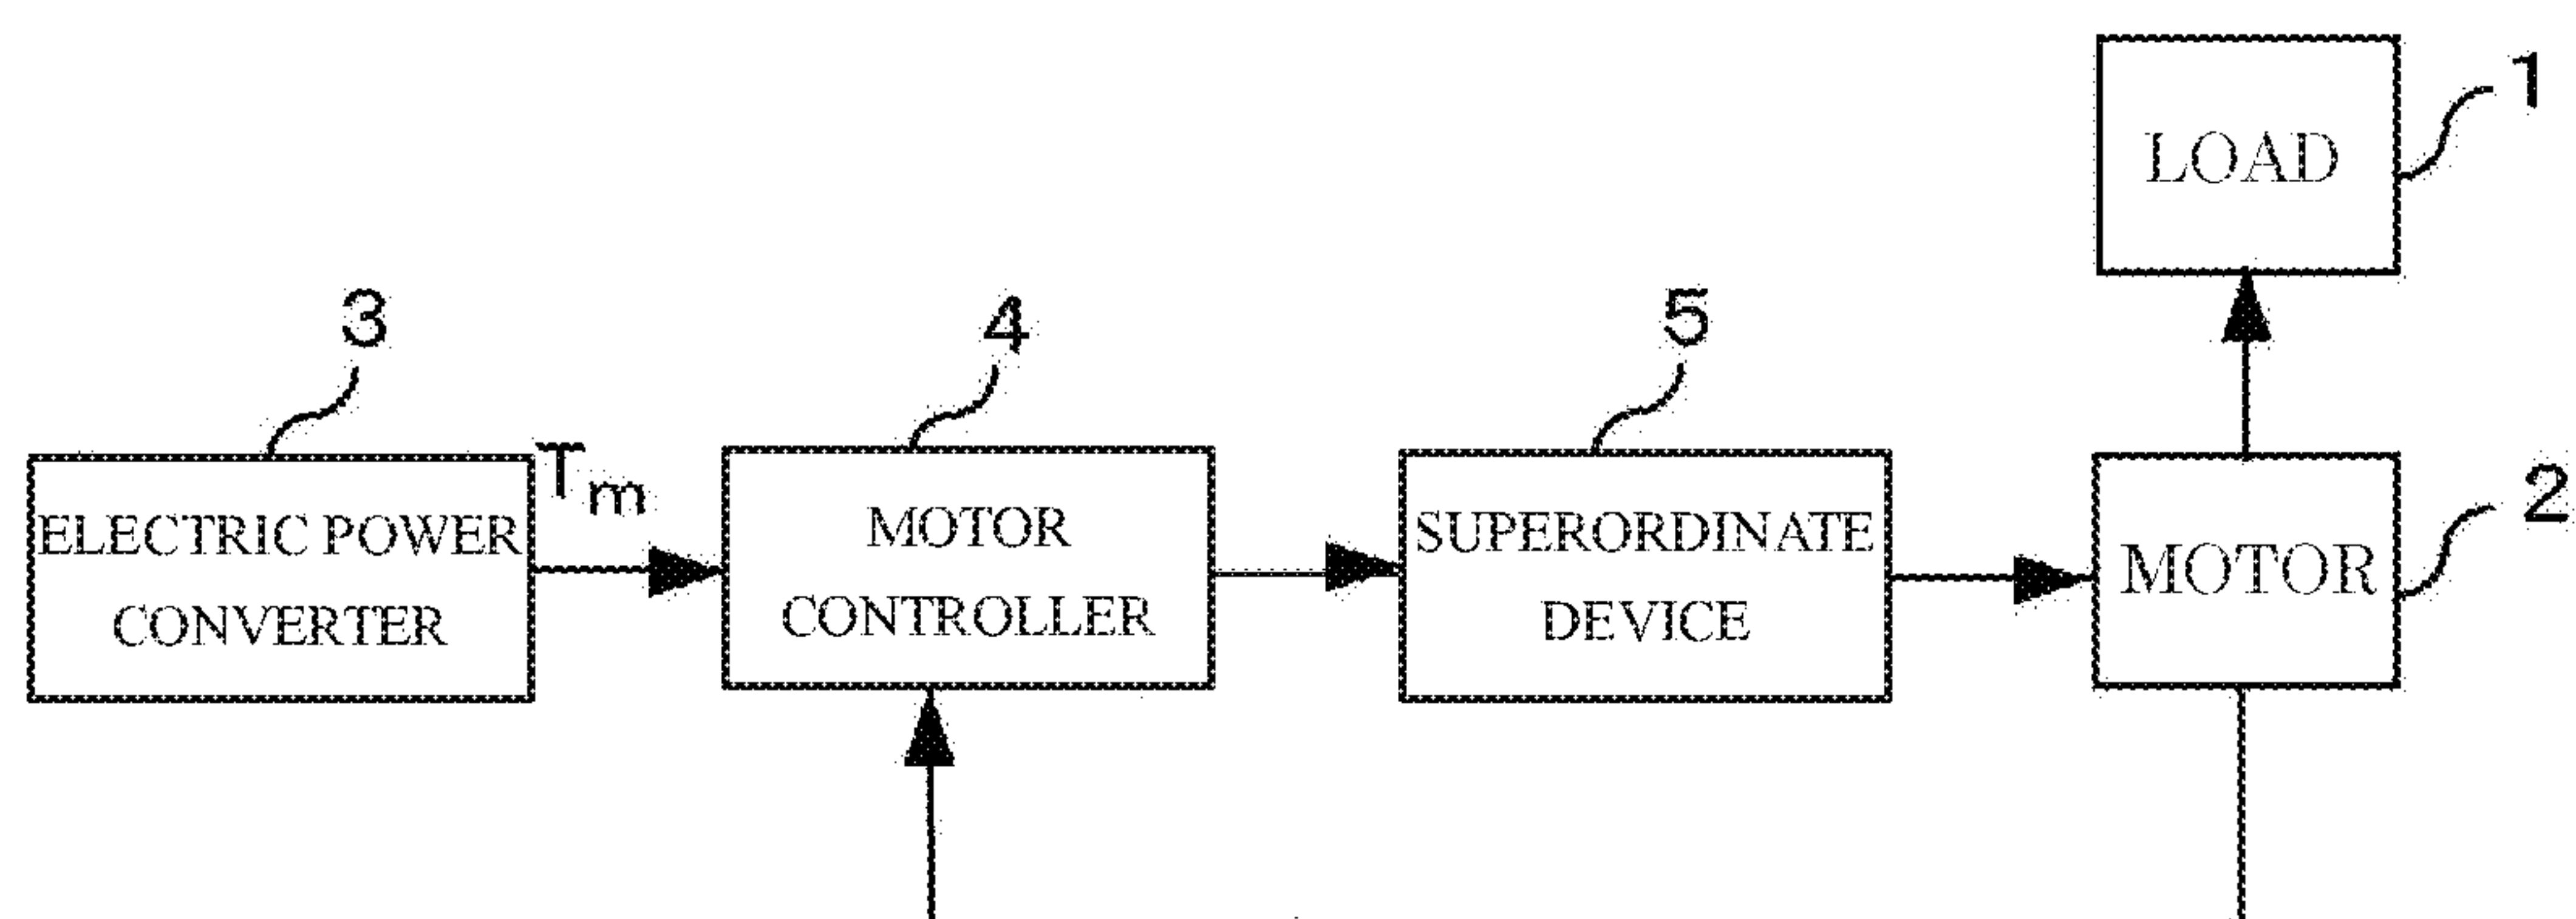 1
LOAD
3
4
5
Tm
2
ELECTRIC POWER
CONVERTER
MOTOR
CONTROLLER
SUPERORDINATE
DEVICE
MOTOR